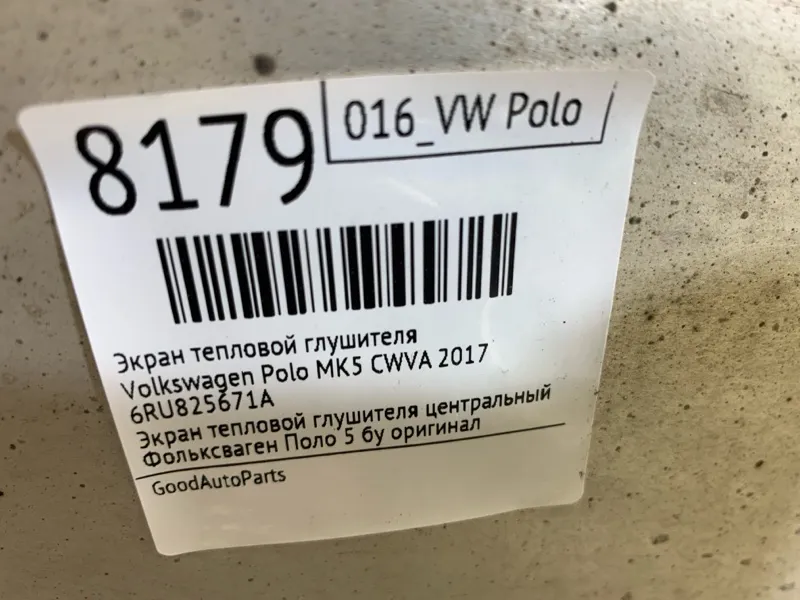 8179
016_VW Polo
Экран тепловой глушителя
Volkswagen Polo MK5 CWVA 2017
6RU825671A
Экран тепловой глушителя центральный
Фольксваген Поло 5 бу оригинал
GoodAutoParts